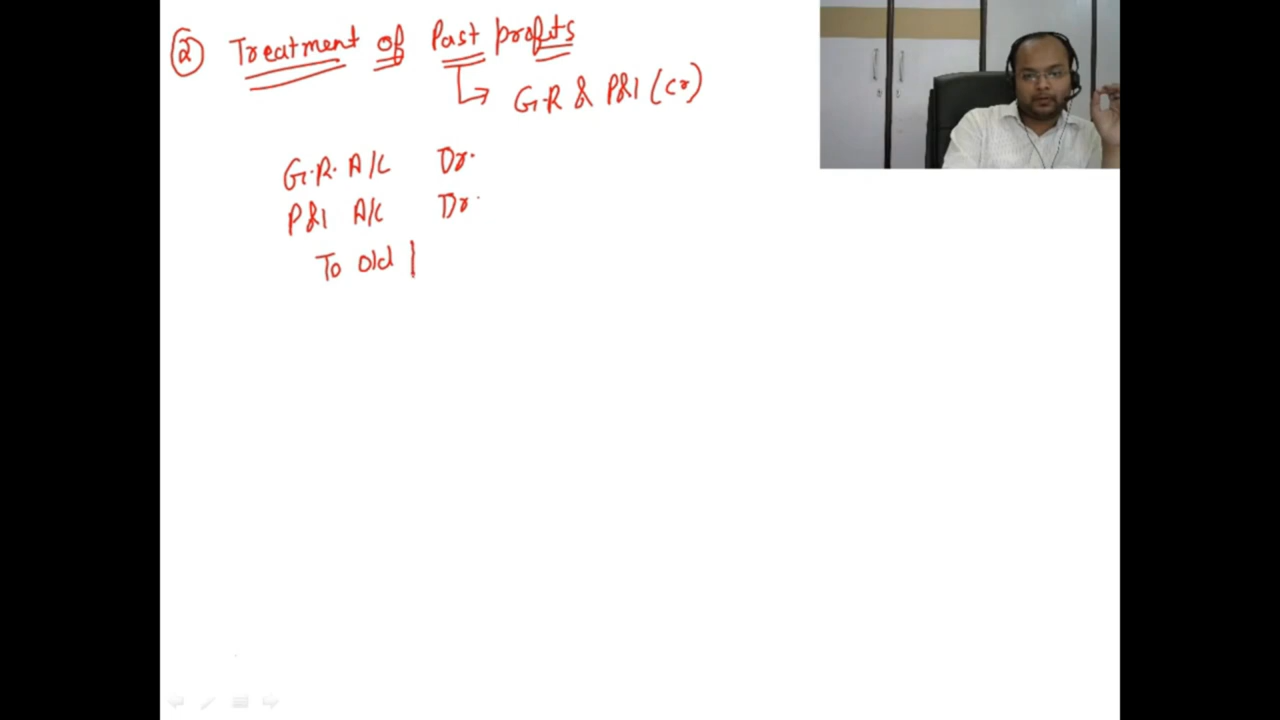 ② Treatment of Past profits
G.R & P&l (Cr)
G.R. A/C Dr.
P&l A/C Dr.
To Old